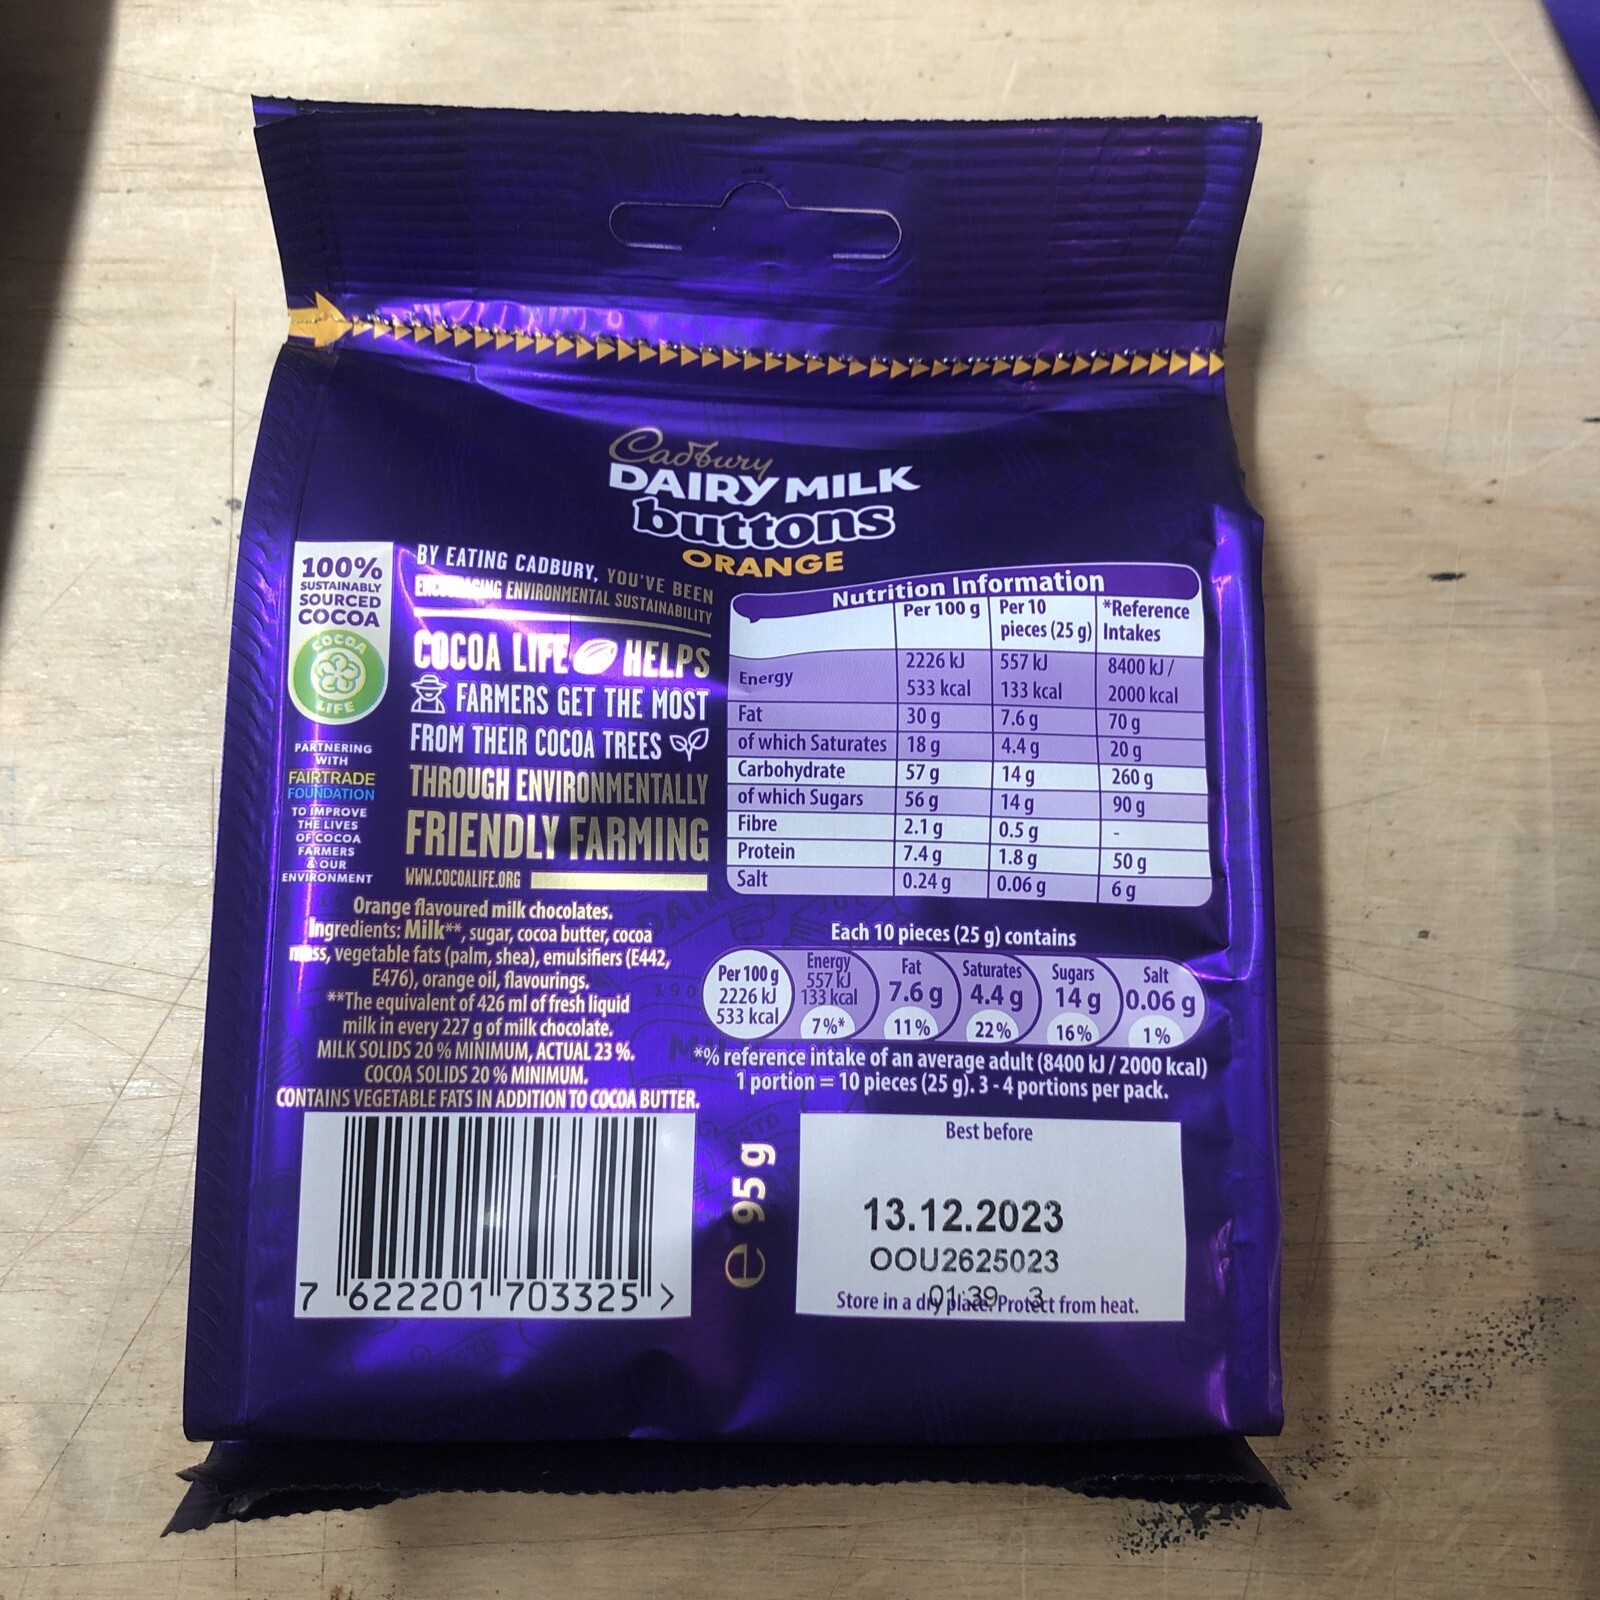 Cadbury
DAIRY MILK
buttons
ORANGE
100%
SUSTAINABLY
SOURCED
COCOA
COCOA
LIFE
PARTNERING
WITH
FAIRTRADE
FOUNDATION
TO IMPROVE
THE LIVES
OF COCOA
FARMERS
& OUR
ENVIRONMENT
BY EATING CADBURY, YOU'VE BEEN
ENCOURAGING ENVIRONMENTAL SUSTAINABILITY
COCOA LIFE HELPS
FARMERS GET THE MOST
FROM THEIR COCOA TREES
THROUGH ENVIRONMENTALLY
FRIENDLY FARMING
WWW.COCOALIFE.ORG
Orange flavoured milk chocolates.
Ingredients: Milk**, sugar, cocoa butter, cocoa
mass, vegetable fats (palm, shea), emulsifiers (E442,
E476), orange oil, flavourings.
**The equivalent of 426 ml of fresh liquid
milk in every 227 g of milk chocolate.
MILK SOLIDS 20 % MINIMUM, ACTUAL 23 %.
COCOA SOLIDS 20 % MINIMUM.
CONTAINS VEGETABLE FATS IN ADDITION TO COCOA BUTTER.
Nutrition Information
Per 100 g Per 10 pieces (25 g) *Reference Intakes
Energy 2226 kJ 557 kJ 8400 kJ /
533 kcal 133 kcal 2000 kcal
Fat 30 g 7.6 g 70 g
of which Saturates 18 g 4.4 g 20 g
Carbohydrate 57 g 14 g 260 g
of which Sugars 56 g 14 g 90 g
Fibre 2.1 g 0.5 g -
Protein 7.4 g 1.8 g 50 g
Salt 0.24 g 0.06 g 6 g
Each 10 pieces (25 g) contains
Per 100 g
2226 kJ
533 kcal
Energy
557 kJ
133 kcal
7%*
Fat
7.6 g
11%
Saturates
4.4 g
22%
Sugars
14 g
16%
Salt
0.06 g
1%
*% reference intake of an average adult (8400 kJ / 2000 kcal)
1 portion = 10 pieces (25 g). 3 - 4 portions per pack.
7 622201 703325 >
e 95 g
Best before
13.12.2023
OOU2625023
01:39 3
Store in a dry place. Protect from heat.